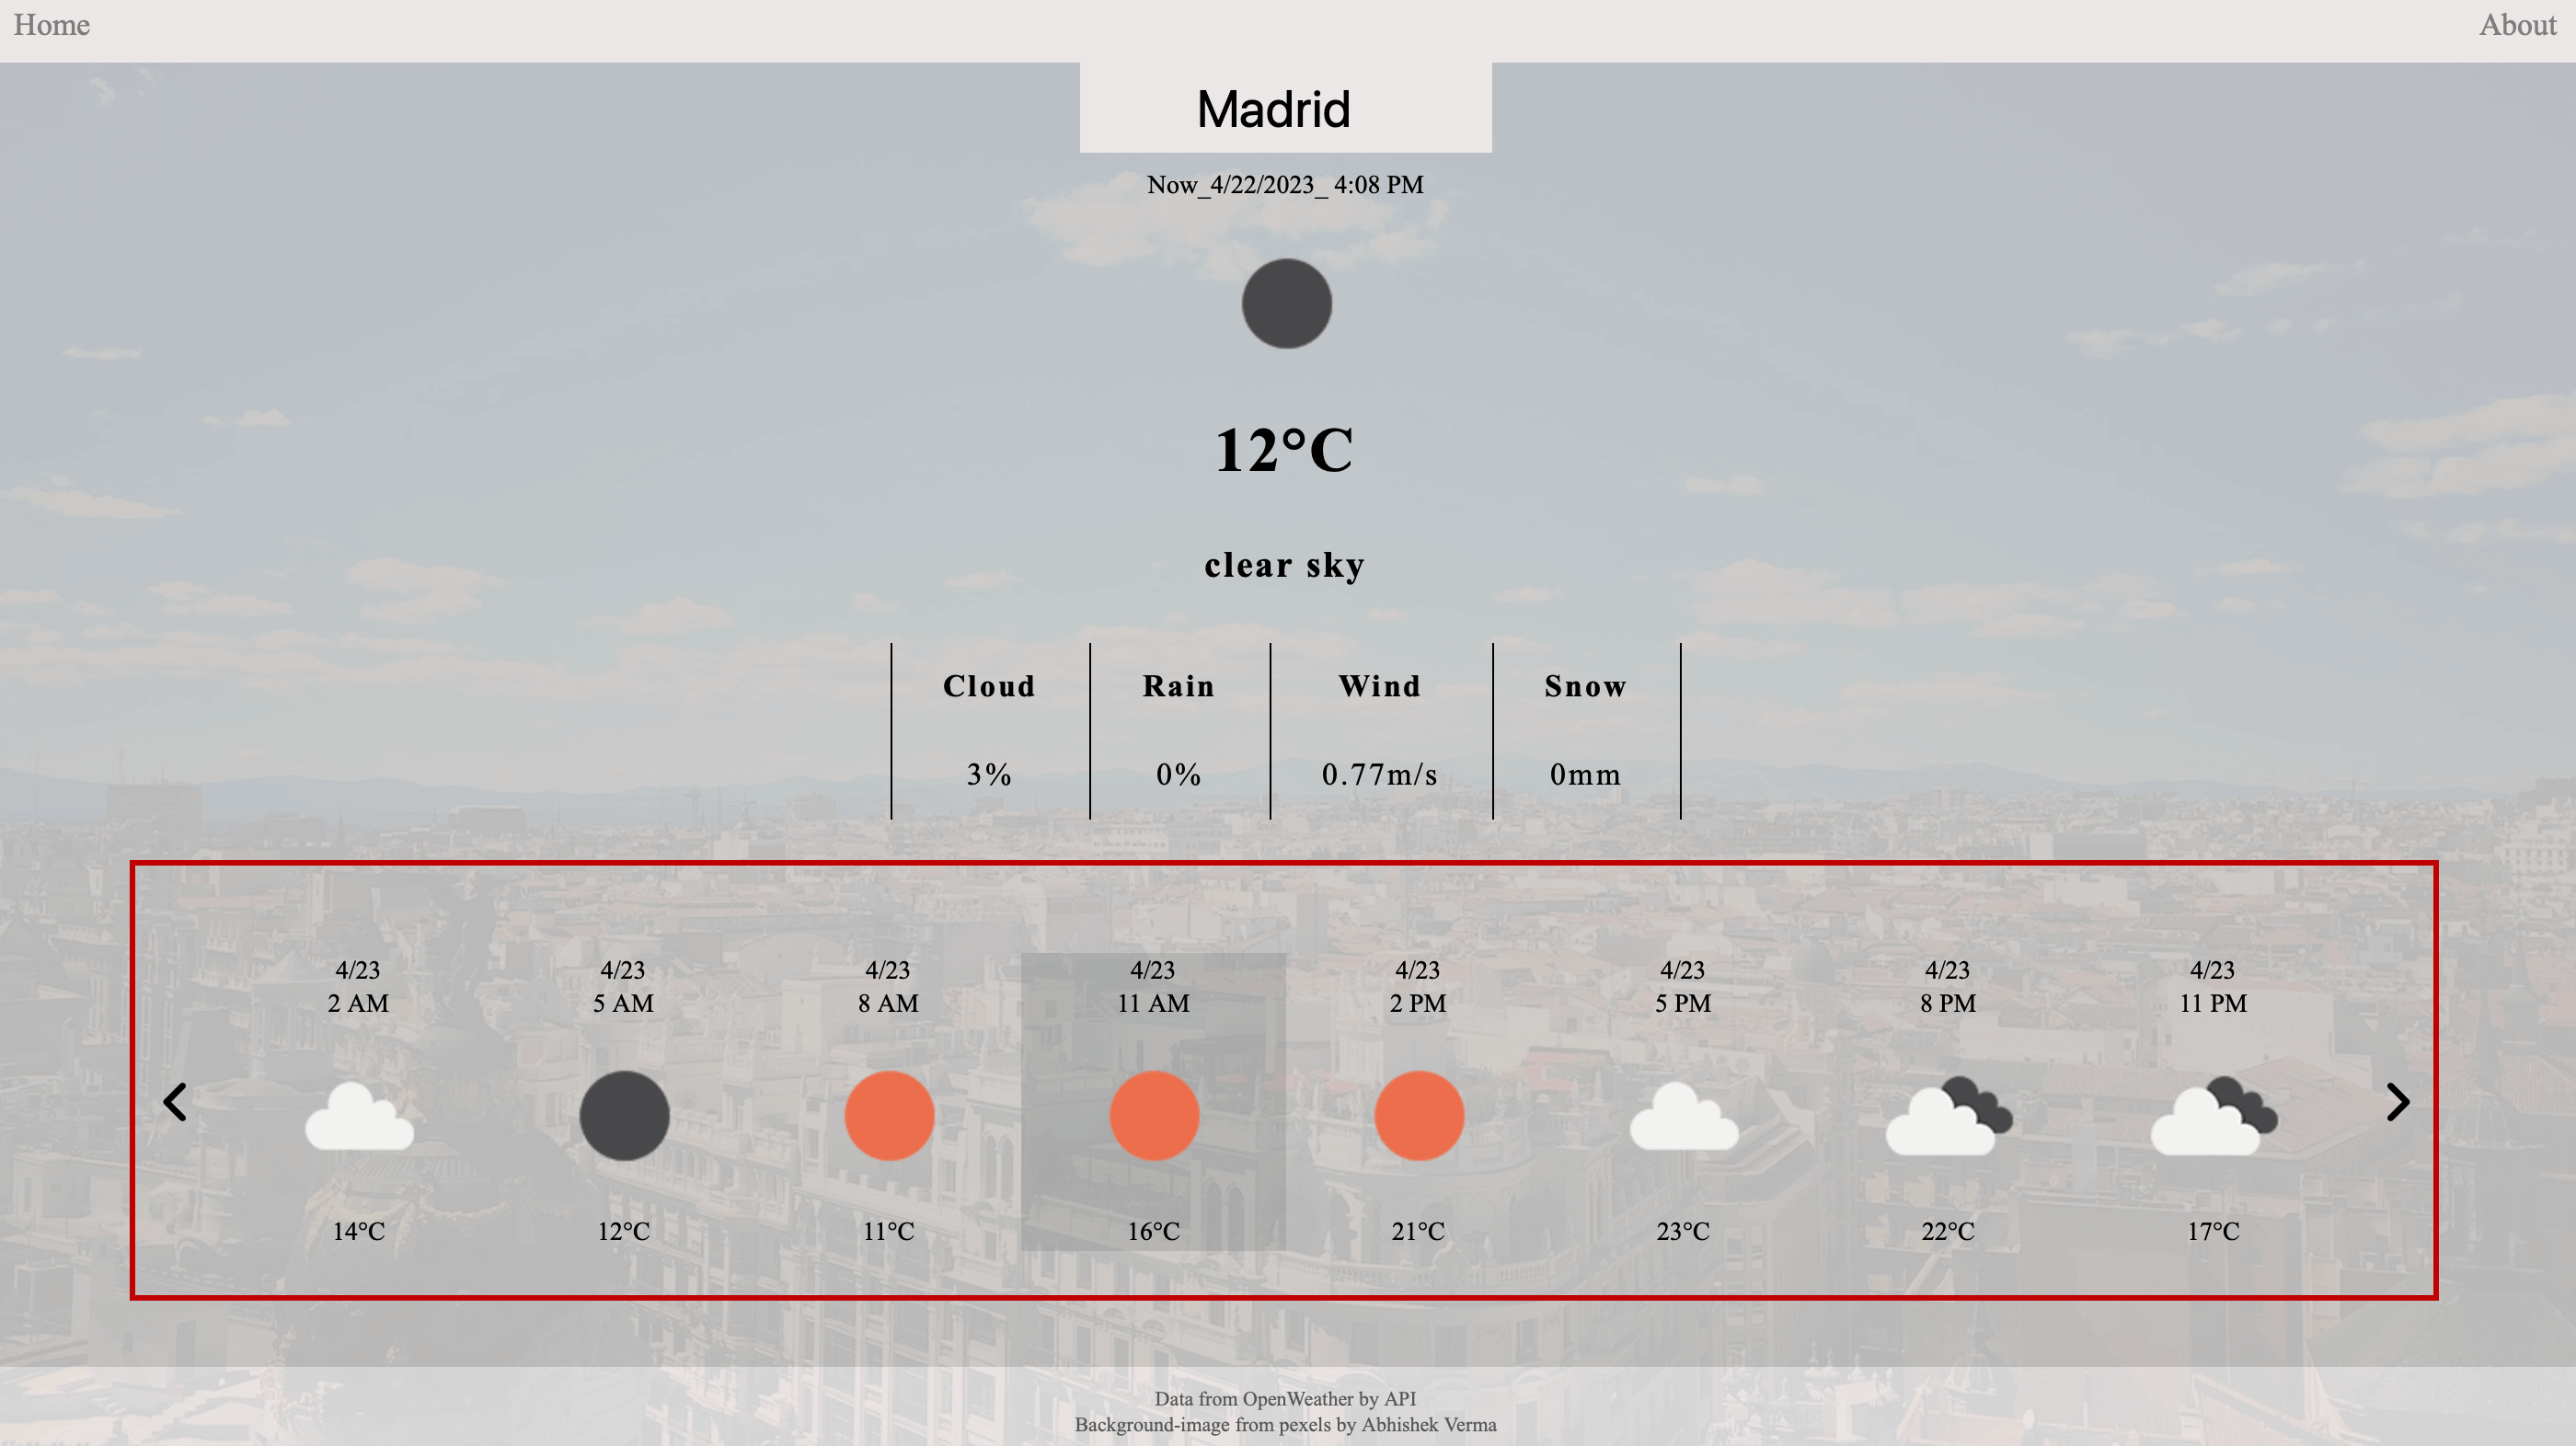 Home
About
Madrid
Now_4/22/2023_ 4:08 PM
12°C
clear sky
Cloud Rain Wind Snow
3% 0% 0.77m/s 0mm
4/23 4/23 4/23 4/23 4/23 4/23 4/23 4/23
2 AM 5 AM 8 AM 11 AM 2 PM 5 PM 8 PM 11 PM
14°C 12°C 11°C 16°C 21°C 23°C 22°C 17°C
Data from OpenWeather by API
Background-image from pexels by Abhishek Verma